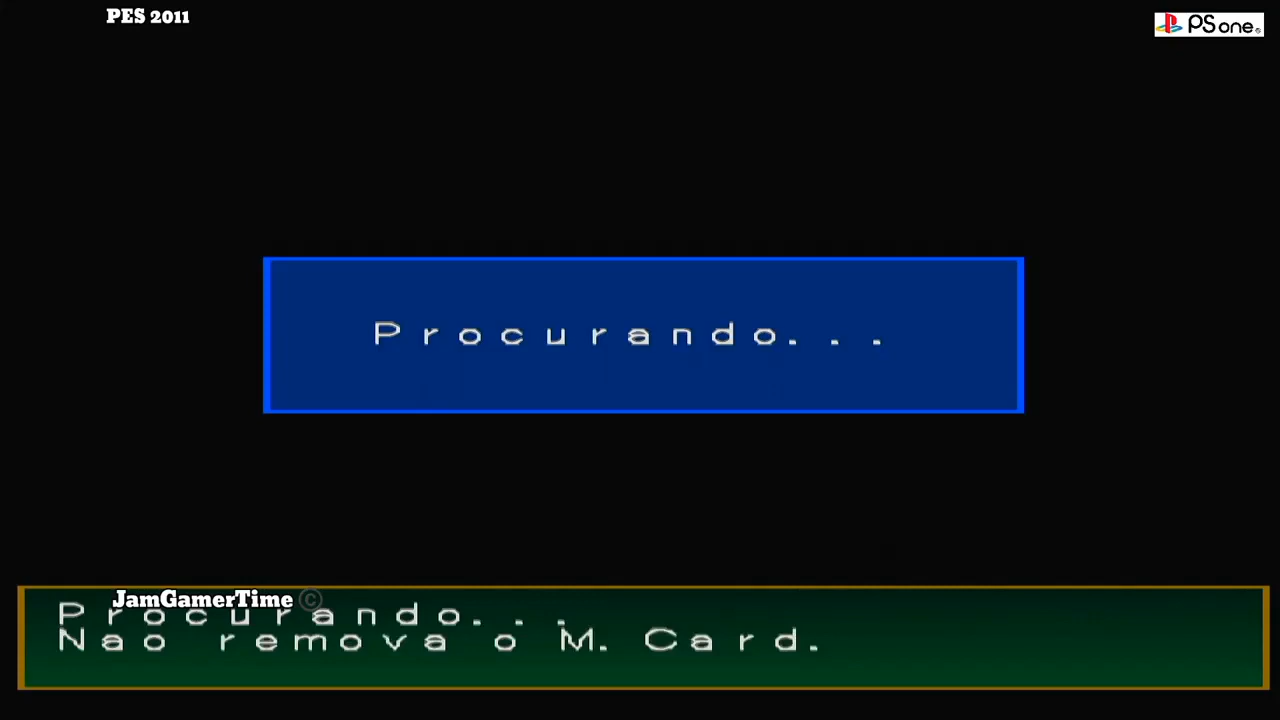 PES 2011
PS one
Procurando...
JamGamerTime ©
Procurando...
Nao remova o M. Card.